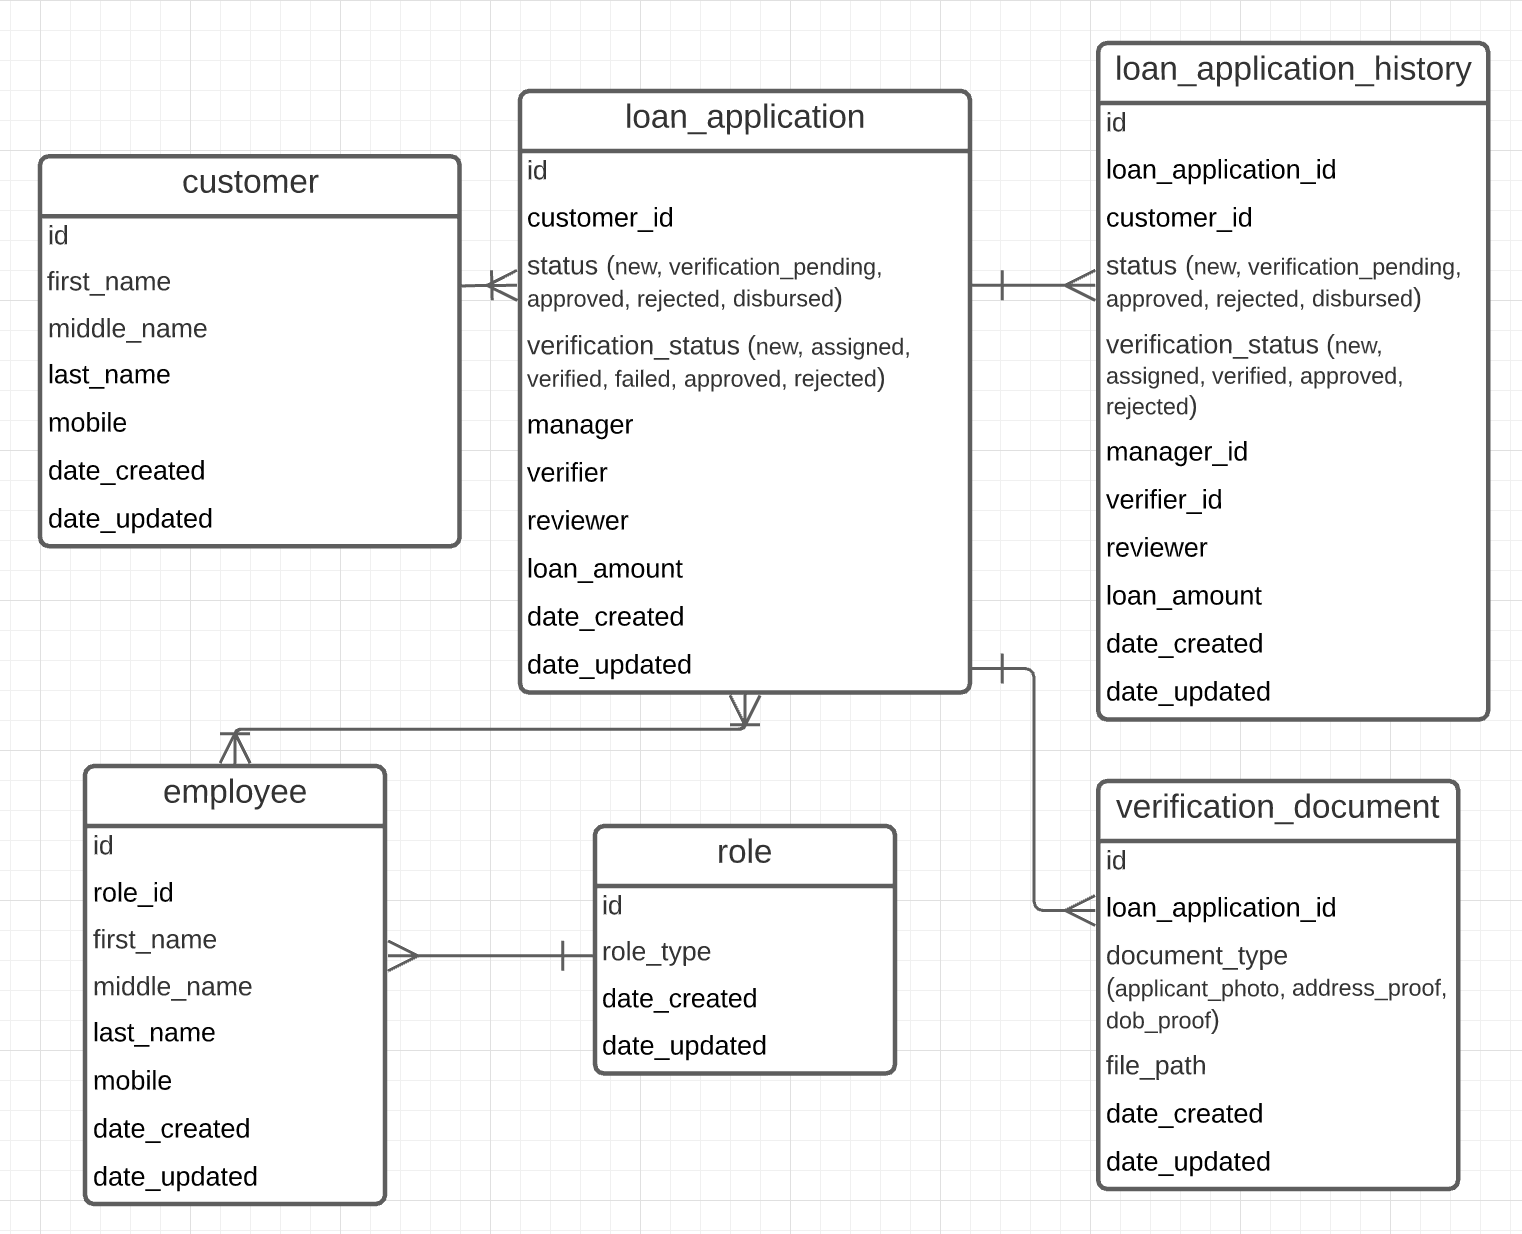 customer
id
first_name
middle_name
last_name
mobile
date_created
date_updated
loan_application
id
customer_id
status (new, verification_pending,
approved, rejected, disbursed)
verification_status (new, assigned,
verified, failed, approved, rejected)
manager
verifier
reviewer
loan_amount
date_created
date_updated
loan_application_history
id
loan_application_id
customer_id
status (new, verification_pending,
approved, rejected, disbursed)
verification_status (new,
assigned, verified, approved,
rejected)
manager_id
verifier_id
reviewer
loan_amount
date_created
date_updated
employee
id
role_id
first_name
middle_name
last_name
mobile
date_created
date_updated
role
id
role_type
date_created
date_updated
verification_document
id
loan_application_id
document_type
(applicant_photo, address_proof,
dob_proof)
file_path
date_created
date_updated